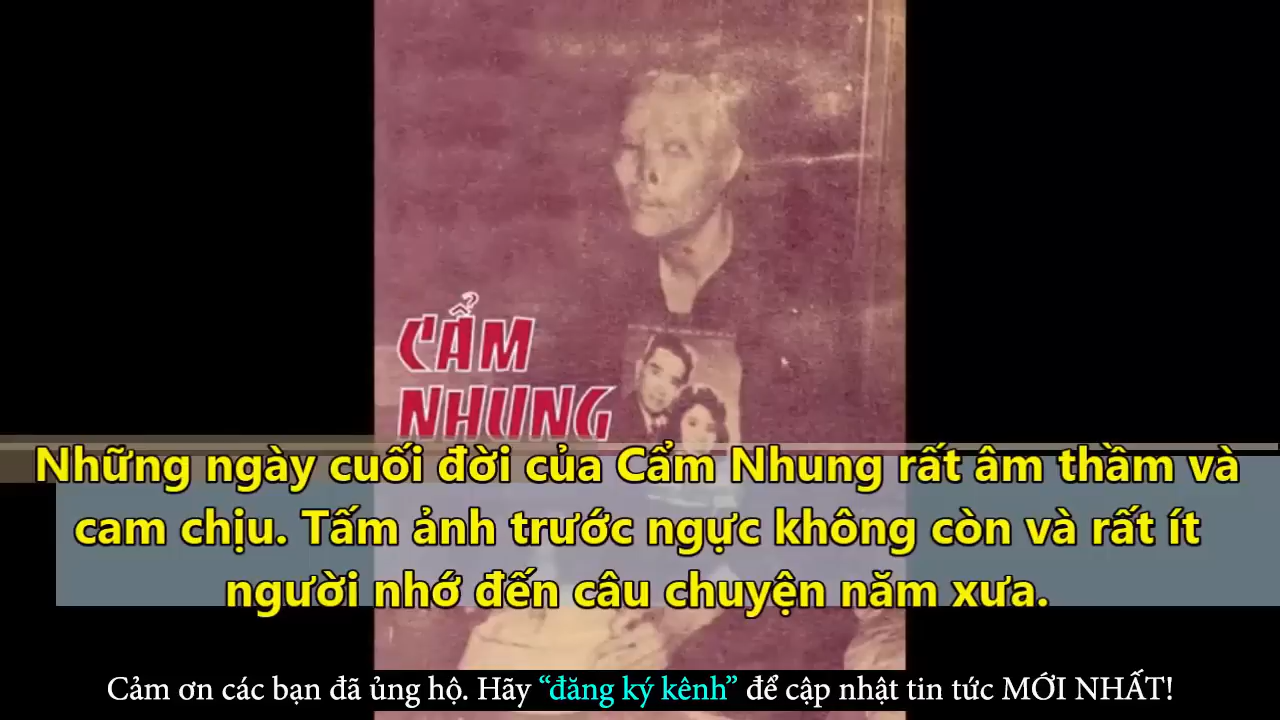 CẨM
NHUNG
Những ngày cuối đời của Cẩm Nhung rất âm thầm và
cam chịu. Tấm ảnh trước ngực không còn và rất ít
người nhớ đến câu chuyện năm xưa.
Cảm ơn các bạn đã ủng hộ. Hãy “đăng ký kênh” để cập nhật tin tức MỚI NHẤT!